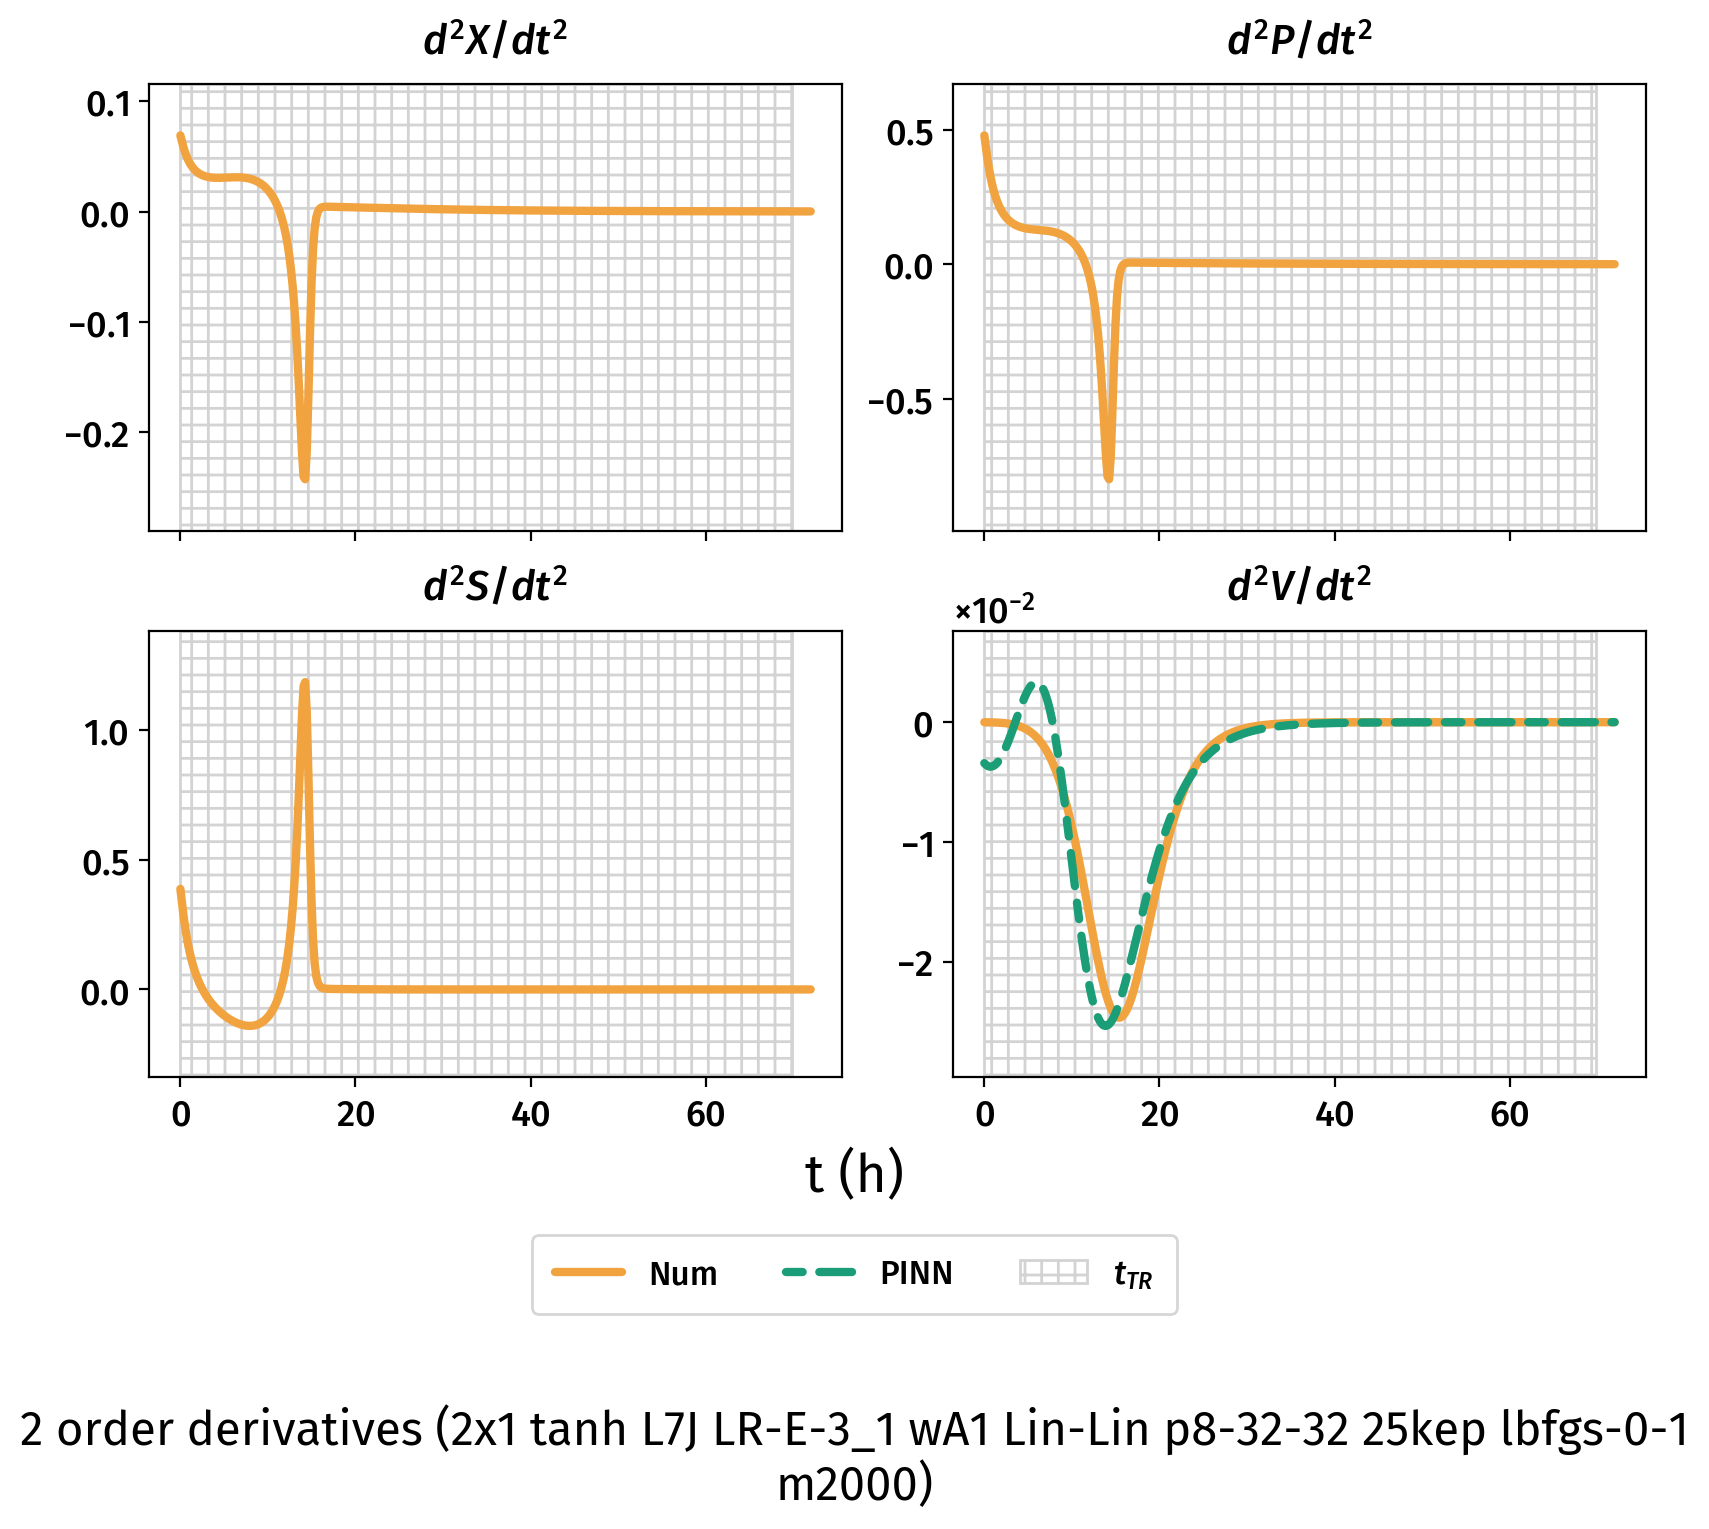 d²X/dt²
d²P/dt²
0.1
0.0
−0.1
−0.2
0.5
0.0
−0.5
d²S/dt²
d²V/dt²
×10⁻²
1.0
0.5
0.0
0
−1
−2
0 20 40 60
0 20 40 60
t (h)
Num PINN t_TR
2 order derivatives (2x1 tanh L7J LR-E-3_1 wA1 Lin-Lin p8-32-32 25kep lbfgs-0-1
m2000)